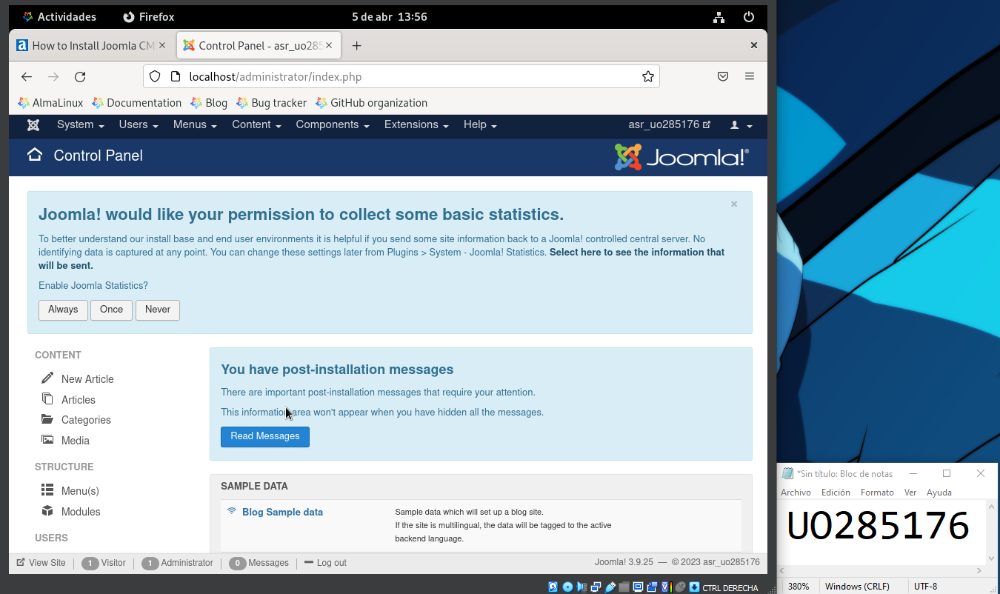 Actividades Firefox 5 de abr 13:56
How to Install Joomla CM × Control Panel - asr_uo285 × + ×
localhost/administrator/index.php
AlmaLinux Documentation Blog Bug tracker GitHub organization
System Users Menus Content Components Extensions Help asr_uo285176
Control Panel Joomla!®
Joomla! would like your permission to collect some basic statistics. ×
To better understand our install base and end user environments it is helpful if you send some site information back to a Joomla! controlled central server. No
identifying data is captured at any point. You can change these settings later from Plugins > System - Joomla! Statistics. Select here to see the information that
will be sent.
Enable Joomla Statistics?
Always Once Never
CONTENT
New Article
Articles
Categories
Media
STRUCTURE
Menu(s)
Modules
USERS
You have post-installation messages
There are important post-installation messages that require your attention.
This information area won't appear when you have hidden all the messages.
Read Messages
SAMPLE DATA
Blog Sample data
Sample data which will set up a blog site.
If the site is multilingual, the data will be tagged to the active
backend language.
View Site 1 Visitor 1 Administrator 0 Messages Log out Joomla! 3.9.25 — © 2023 asr_uo285176
CTRL DERECHA
*Sin título: Bloc de notas
Archivo Edición Formato Ver Ayuda
UO285176
380% Windows (CRLF) UTF-8